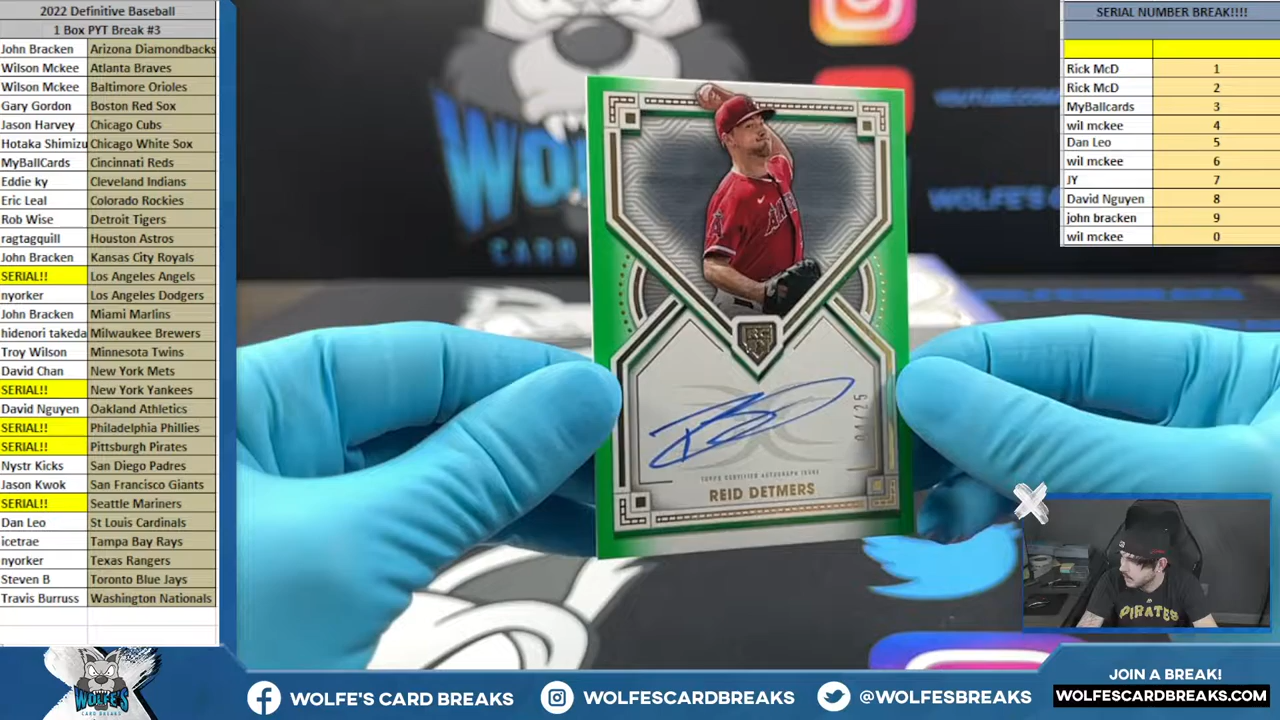 2022 Definitive Baseball
1 Box PYT Break #3
John Bracken Arizona Diamondbacks
Wilson Mckee Atlanta Braves
Wilson Mckee Baltimore Orioles
Gary Gordon Boston Red Sox
Jason Harvey Chicago Cubs
Hotaka Shimizu Chicago White Sox
MyBallCards Cincinnati Reds
Eddie ky Cleveland Indians
Eric Leal Colorado Rockies
Rob Wise Detroit Tigers
ragtagquill Houston Astros
John Bracken Kansas City Royals
SERIAL!! Los Angeles Angels
nyorker Los Angeles Dodgers
John Bracken Miami Marlins
hidenori takeda Milwaukee Brewers
Troy Wilson Minnesota Twins
David Chan New York Mets
SERIAL!! New York Yankees
David Nguyen Oakland Athletics
SERIAL!! Philadelphia Phillies
SERIAL!! Pittsburgh Pirates
Nystr Kicks San Diego Padres
Jason Kwok San Francisco Giants
SERIAL!! Seattle Mariners
Dan Leo St Louis Cardinals
icetrae Tampa Bay Rays
nyorker Texas Rangers
Steven B Toronto Blue Jays
Travis Burruss Washington Nationals
SERIAL NUMBER BREAK!!!!
Rick McD 1
Rick McD 2
MyBallcards 3
wil mckee 4
Dan Leo 5
wil mckee 6
JY 7
David Nguyen 8
john bracken 9
wil mckee 0
04/25
TOPPS CERTIFIED AUTOGRAPH ISSUE
REID DETMERS
PIRATES
WOLFE'S
CARD BREAKS
WOLFE'S CARD BREAKS
WOLFESCARDBREAKS
@WOLFESBREAKS
JOIN A BREAK!
WOLFESCARDBREAKS.COM